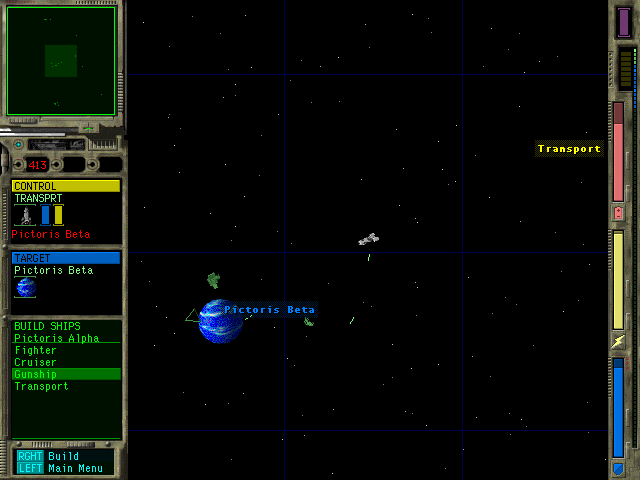 413
CONTROL
TRANSPRT
Pictoris Beta
TARGET
Pictoris Beta
BUILD SHIPS
Pictoris Alpha
Fighter
Cruiser
Gunship
Transport
RGHT Build
LEFT Main Menu
Pictoris Beta
Transport